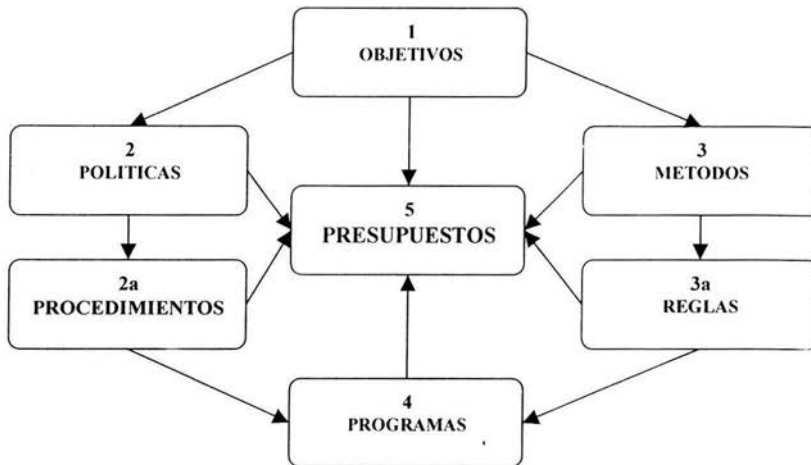 1
OBJETIVOS
2
POLITICAS
3
METODOS
5
PRESUPUESTOS
2a
PROCEDIMIENTOS
3a
REGLAS
4
PROGRAMAS